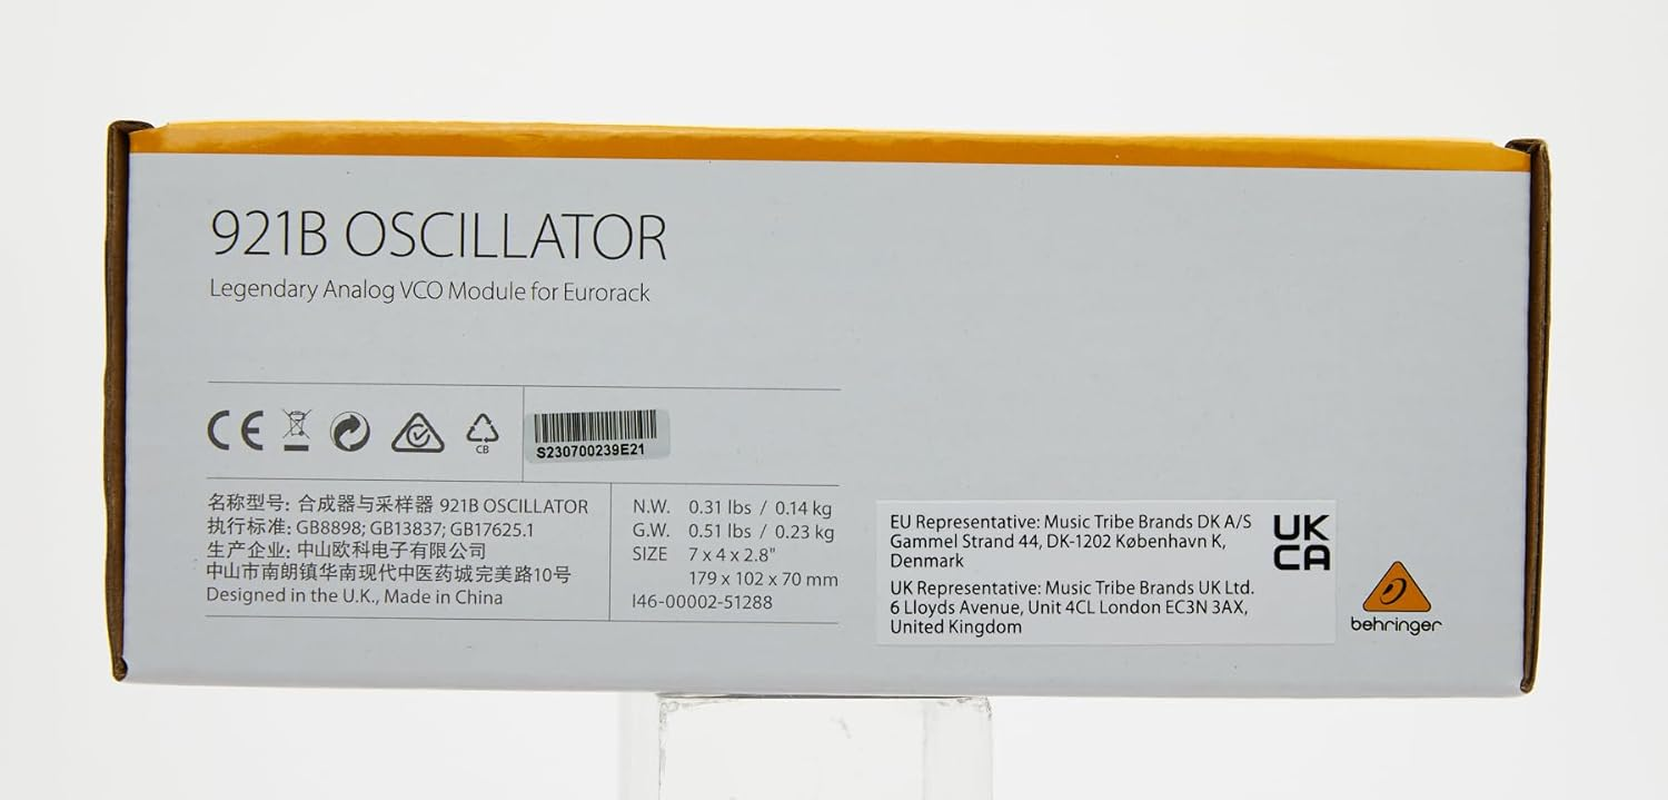 921B OSCILLATOR
Legendary Analog VCO Module for Eurorack
CE
CB
S230700239E21
名称型号: 合成器与采样器 921B OSCILLATOR
执行标准: GB8898; GB13837; GB17625.1
生产企业: 中山欧科电子有限公司
中山市南朗镇华南现代中医药城完美路10号
Designed in the U.K., Made in China
N.W. 0.31 lbs / 0.14 kg
G.W. 0.51 lbs / 0.23 kg
SIZE 7 x 4 x 2.8"
179 x 102 x 70 mm
I46-00002-51288
EU Representative: Music Tribe Brands DK A/S
Gammel Strand 44, DK-1202 København K,
Denmark
UK Representative: Music Tribe Brands UK Ltd.
6 Lloyds Avenue, Unit 4CL London EC3N 3AX,
United Kingdom
UK
CA
behringer